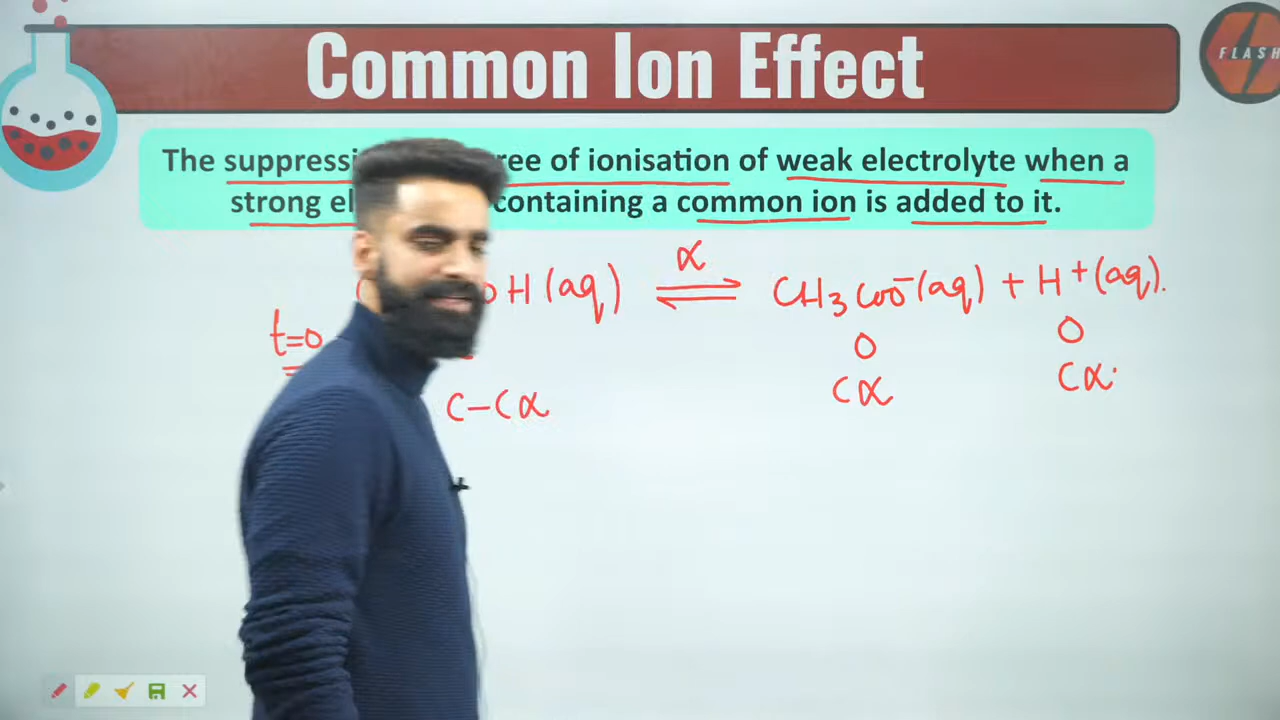 Common Ion Effect
FLASH
The suppressi ree of ionisation of weak electrolyte when a
strong el containing a common ion is added to it.
OH(aq) ⇌ α CH3COO⁻(aq) + H+(aq).
t=0 0 0
C-Cα Cα Cα.